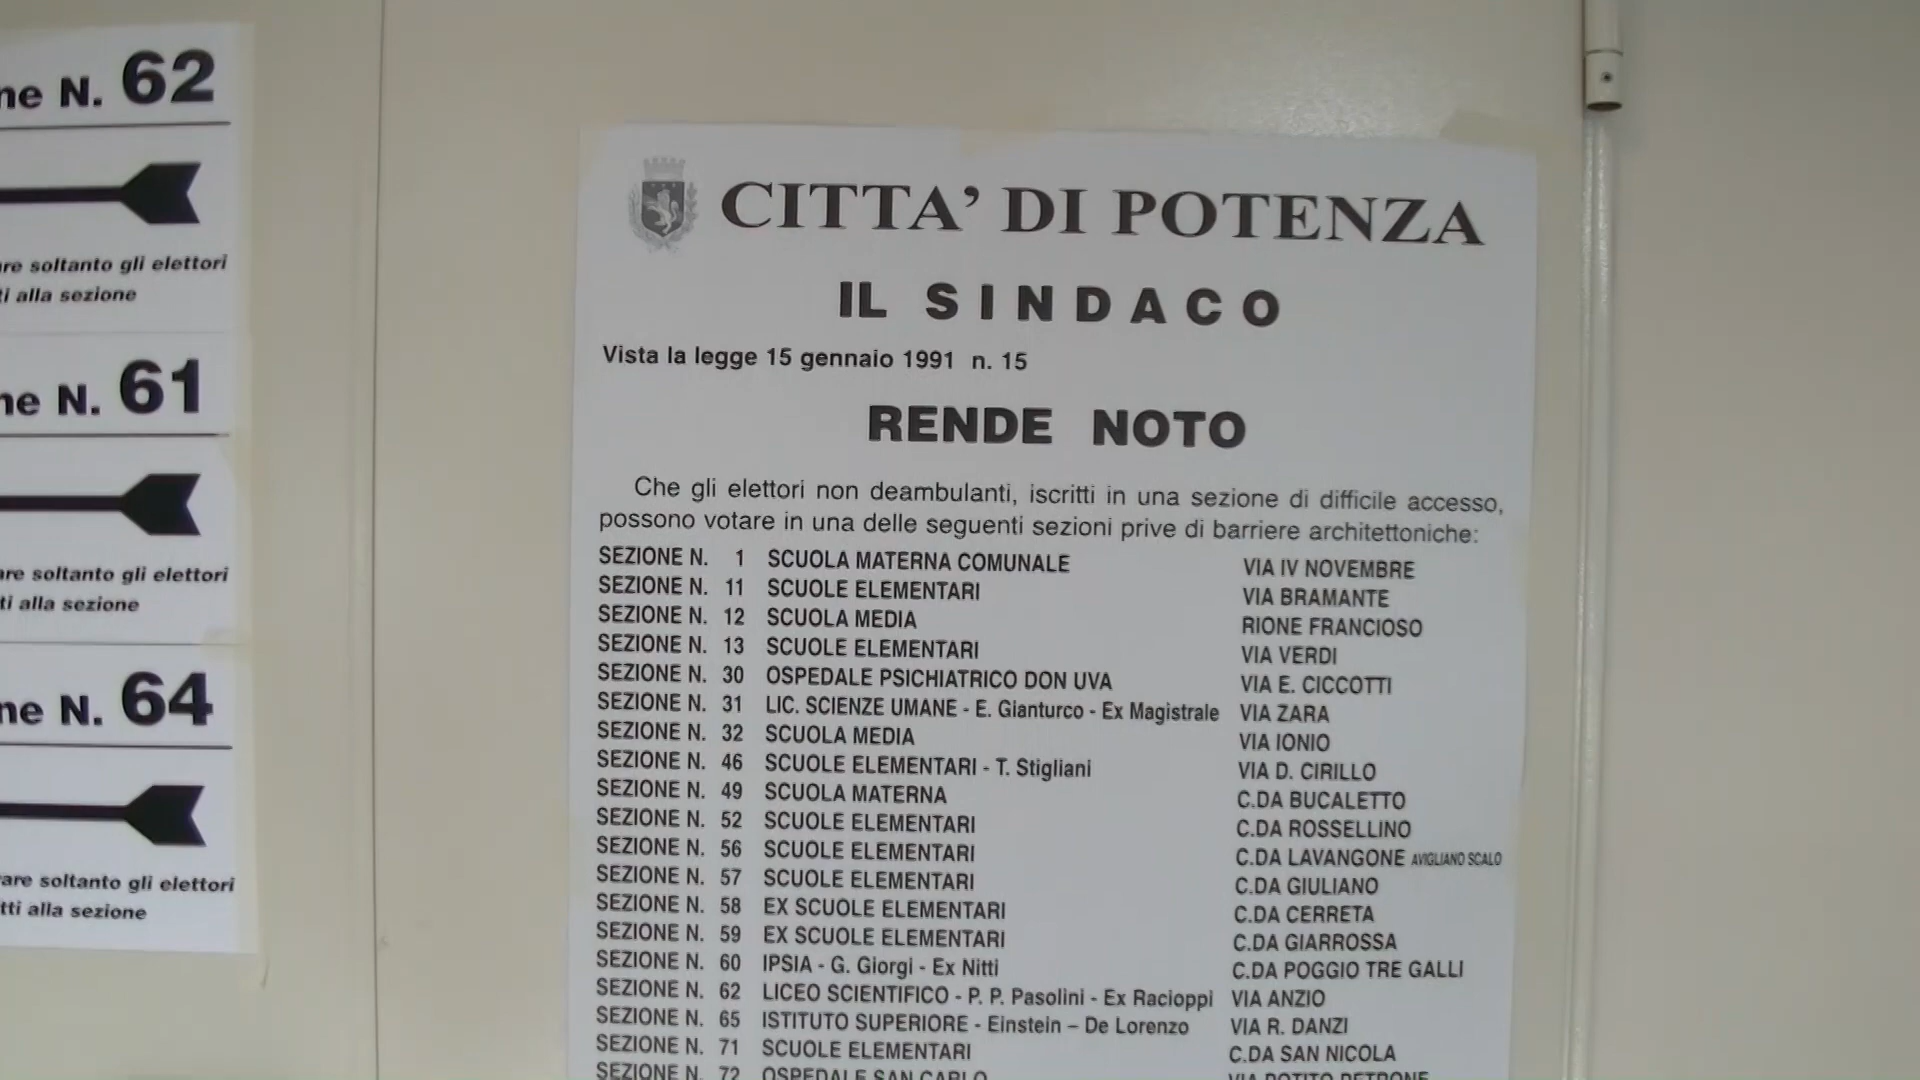 ne N. 62
are soltanto gli elettori
ti alla sezione
ne N. 61
are soltanto gli elettori
ti alla sezione
ne N. 64
are soltanto gli elettori
tti alla sezione
CITTA' DI POTENZA
IL SINDACO
Vista la legge 15 gennaio 1991 n. 15
RENDE NOTO
Che gli elettori non deambulanti, iscritti in una sezione di difficile accesso,
possono votare in una delle seguenti sezioni prive di barriere architettoniche:
SEZIONE N. 1 SCUOLA MATERNA COMUNALE VIA IV NOVEMBRE
SEZIONE N. 11 SCUOLE ELEMENTARI VIA BRAMANTE
SEZIONE N. 12 SCUOLA MEDIA RIONE FRANCIOSO
SEZIONE N. 13 SCUOLE ELEMENTARI VIA VERDI
SEZIONE N. 30 OSPEDALE PSICHIATRICO DON UVA VIA E. CICCOTTI
SEZIONE N. 31 LIC. SCIENZE UMANE - E. Gianturco - Ex Magistrale VIA ZARA
SEZIONE N. 32 SCUOLA MEDIA VIA IONIO
SEZIONE N. 46 SCUOLE ELEMENTARI - T. Stigliani VIA D. CIRILLO
SEZIONE N. 49 SCUOLA MATERNA C.DA BUCALETTO
SEZIONE N. 52 SCUOLE ELEMENTARI C.DA ROSSELLINO
SEZIONE N. 56 SCUOLE ELEMENTARI C.DA LAVANGONE AVIGLIANO SCALO
SEZIONE N. 57 SCUOLE ELEMENTARI C.DA GIULIANO
SEZIONE N. 58 EX SCUOLE ELEMENTARI C.DA CERRETA
SEZIONE N. 59 EX SCUOLE ELEMENTARI C.DA GIARROSSA
SEZIONE N. 60 IPSIA - G. Giorgi - Ex Nitti C.DA POGGIO TRE GALLI
SEZIONE N. 62 LICEO SCIENTIFICO - P. P. Pasolini - Ex Racioppi VIA ANZIO
SEZIONE N. 65 ISTITUTO SUPERIORE - Einstein – De Lorenzo VIA R. DANZI
SEZIONE N. 71 SCUOLE ELEMENTARI C.DA SAN NICOLA
SEZIONE N. 72 OSPEDALE SAN CARLO VIA POTITO PETRONE